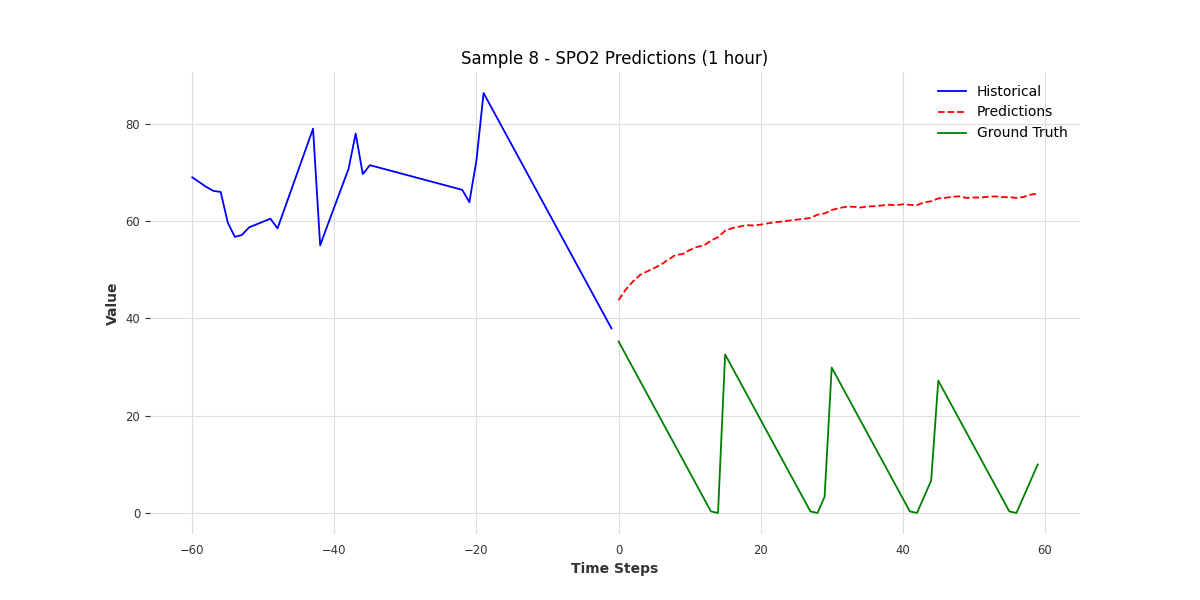 Sample 8 - SPO2 Predictions (1 hour)
Historical
Predictions
Ground Truth
Value
80
60
40
20
0
−60
−40
−20
0
20
40
60
Time Steps